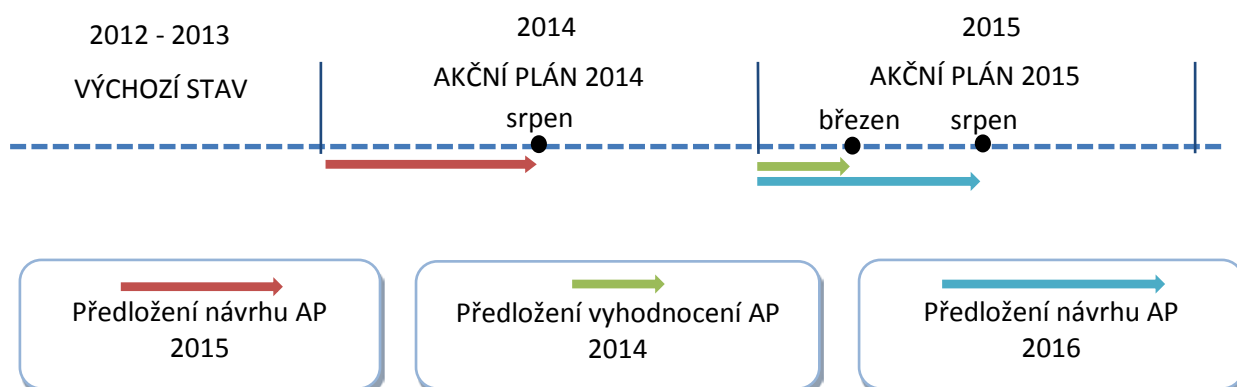 2012 - 2013
VÝCHOZÍ STAV
2014
AKČNÍ PLÁN 2014
srpen
2015
AKČNÍ PLÁN 2015
březen
srpen
Předložení návrhu AP
2015
Předložení vyhodnocení AP
2014
Předložení návrhu AP
2016